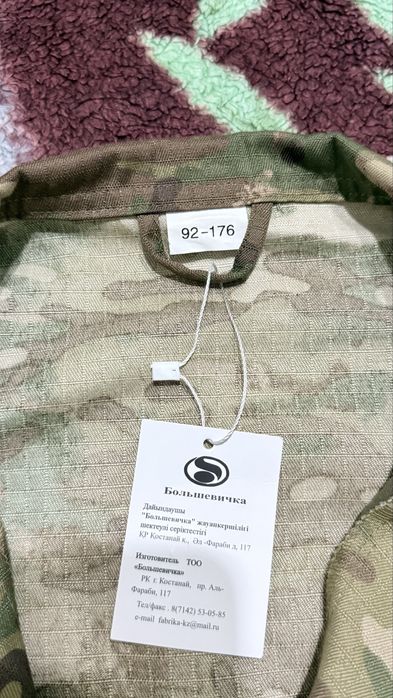 92-176
Большевичка
Дайындаушы
"Большевичка" жауапкершілігі
шектеулі серіктестігі
ҚР Костанай қ., Әл -Фараби д, 117
Изготовитель ТОО
«Большевичка»
РК г. Костанай, пр. Аль-
Фараби, 117
Тел/факс . 8(7142) 53-05-85
e-mail fabrika-kz@mail.ru